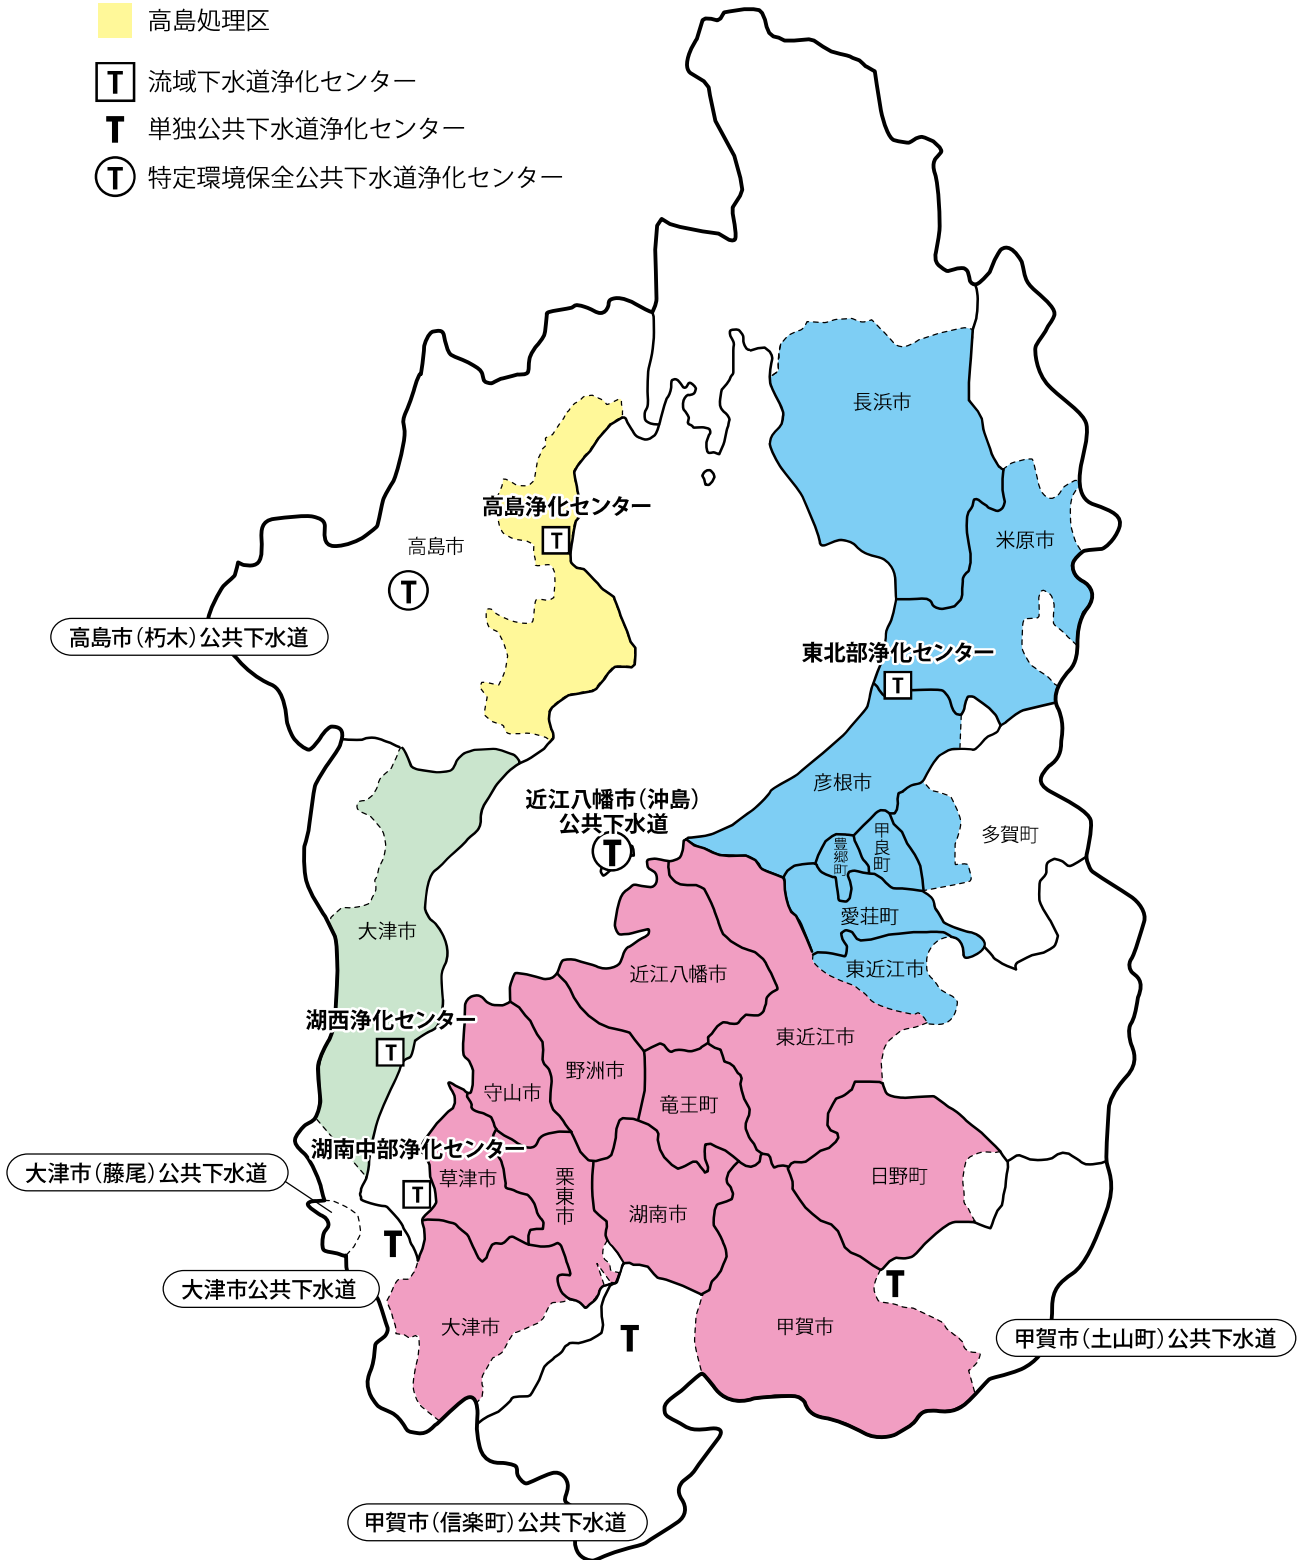 高島処理区
T 流域下水道浄化センター
T 単独公共下水道浄化センター
T 特定環境保全公共下水道浄化センター
長浜市
高島浄化センター
T
高島市
T
米原市
高島市(朽木)公共下水道
東北部浄化センター
T
彦根市
近江八幡市(沖島)
公共下水道
T
豊郷町
甲良町
多賀町
愛荘町
大津市
東近江市
近江八幡市
湖西浄化センター
T
東近江市
野洲市
守山市
竜王町
湖南中部浄化センター
T
草津市
栗東市
日野町
大津市(藤尾)公共下水道
湖南市
T
大津市公共下水道
T
大津市
甲賀市
T
甲賀市(土山町)公共下水道
甲賀市(信楽町)公共下水道